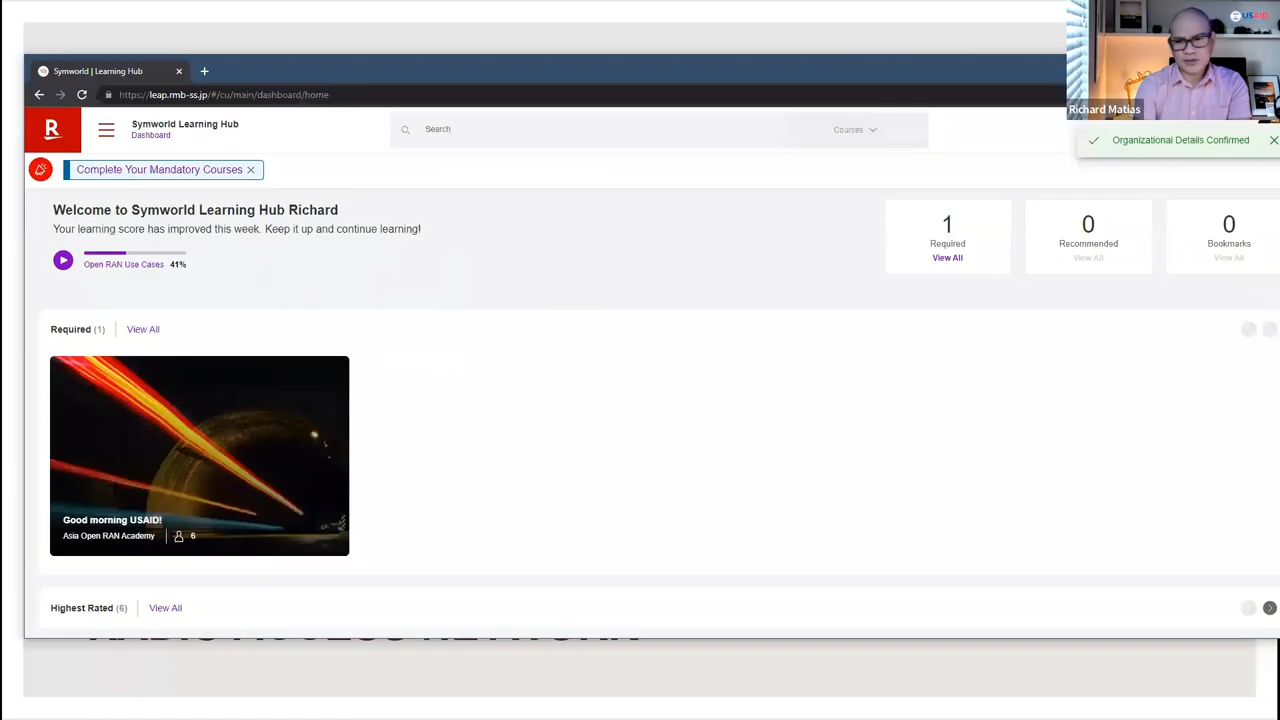 USAID
Symworld | Learning Hub
https://leap.rmb-ss.jp/#/cu/main/dashboard/home
Richard Matias
R
Symworld Learning Hub
Dashboard
Search
Courses
Organizational Details Confirmed
Complete Your Mandatory Courses
Welcome to Symworld Learning Hub Richard
Your learning score has improved this week. Keep it up and continue learning!
Open RAN Use Cases 41%
1
Required
View All
0
Recommended
View All
0
Bookmarks
View All
Required (1)
View All
Good morning USAID!
Asia Open RAN Academy
6
Highest Rated (6)
View All
RADIO ACCESS NETWORK